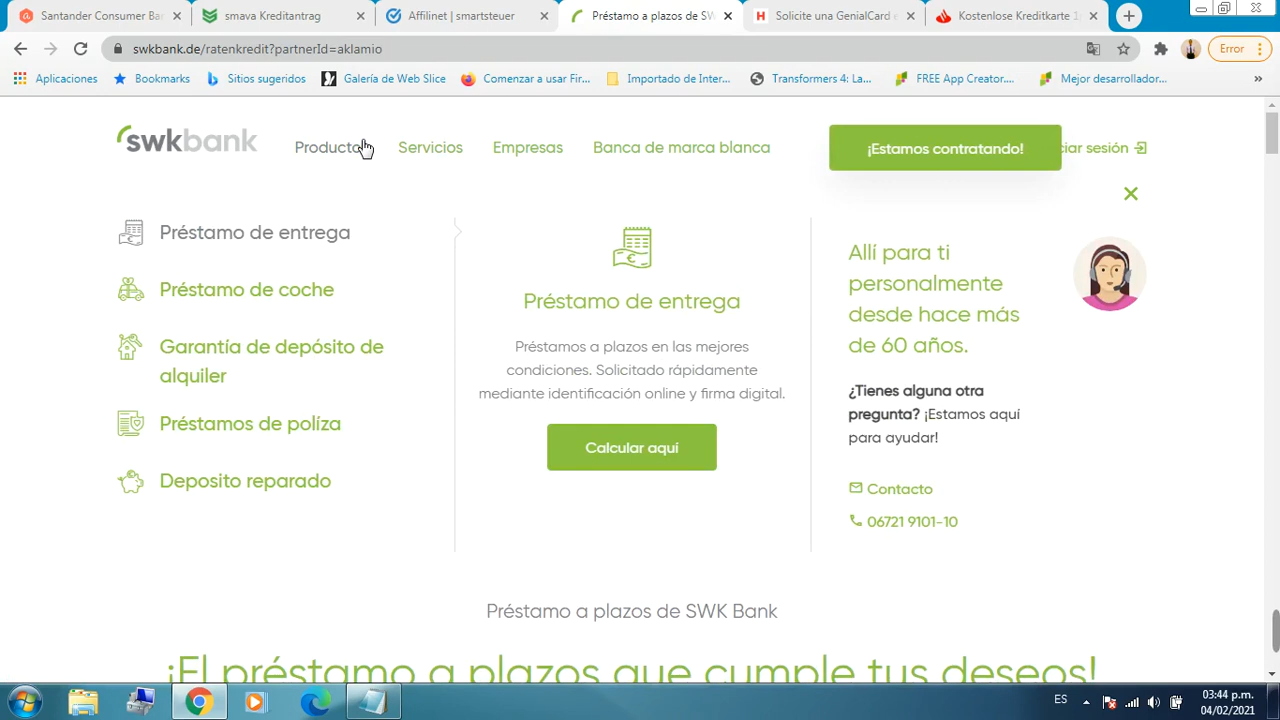 Santander Consumer Ba
smava Kreditantrag
Affilinet | smartsteuer
Préstamo a plazos de SW
Solicite una GenialCard e
Kostenlose Kreditkarte 1
swkbank.de/ratenkredit?partnerId=aklamio
Error
Aplicaciones
Bookmarks
Sitios sugeridos
Galería de Web Slice
Comenzar a usar Fir...
Importado de Inter...
Transformers 4: La...
FREE App Creator....
Mejor desarrollador...
»
swkbank
Producto
Servicios
Empresas
Banca de marca blanca
¡Estamos contratando!
ciar sesión
Préstamo de entrega
Préstamo de coche
Garantía de depósito de
alquiler
Préstamos de políza
Deposito reparado
Préstamo de entrega
Préstamos a plazos en las mejores
condiciones. Solicitado rápidamente
mediante identificación online y firma digital.
Calcular aquí
Allí para ti
personalmente
desde hace más
de 60 años.
¿Tienes alguna otra
pregunta? ¡Estamos aquí
para ayudar!
Contacto
06721 9101-10
Préstamo a plazos de SWK Bank
¡El préstamo a plazos que cumple tus deseos!
ES
03:44 p.m.
04/02/2021